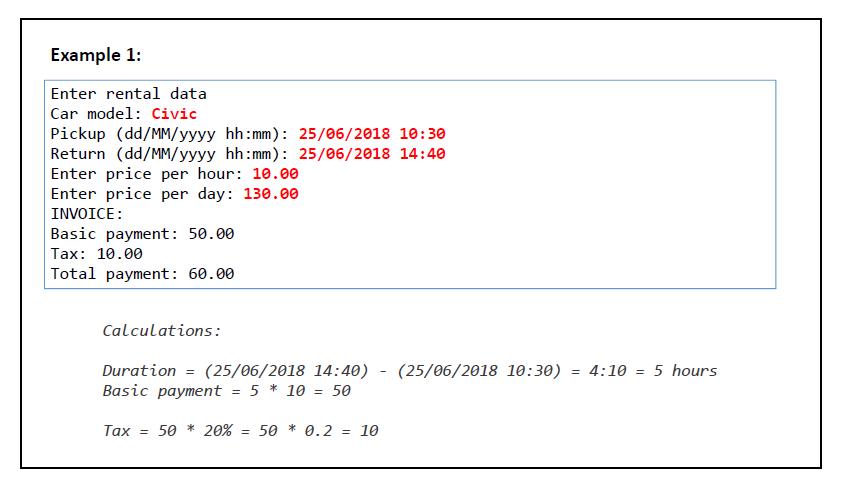 Example 1:
Enter rental data
Car model: Civic
Pickup (dd/MM/yyyy hh:mm): 25/06/2018 10:30
Return (dd/MM/yyyy hh:mm): 25/06/2018 14:40
Enter price per hour: 10.00
Enter price per day: 130.00
INVOICE:
Basic payment: 50.00
Tax: 10.00
Total payment: 60.00
Calculations:
Duration = (25/06/2018 14:40) - (25/06/2018 10:30) = 4:10 = 5 hours
Basic payment = 5 * 10 = 50
Tax = 50 * 20% = 50 * 0.2 = 10